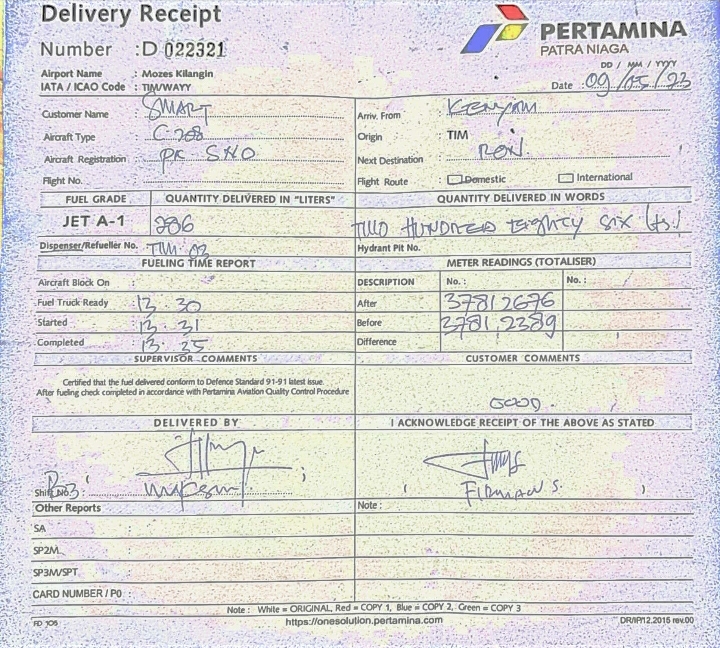 Delivery Receipt
Number : D 022321
PERTAMINA
PATRA NIAGA
Airport Name : Mozes Kilangin
IATA / ICAO Code : TIM/WAYY
DD / MM / YYYY
Date : 09/05/23
Customer Name : SMART
Arriv. From : KENYAM
Aircraft Type : C 208
Origin : TIM
Aircraft Registration : PK SNO
Next Destination :
Flight No. :
Flight Route : Domestic International
FUEL GRADE QUANTITY DELIVERED IN "LITERS" QUANTITY DELIVERED IN WORDS
JET A-1 286 TWO HUNDRED EIGHTY SIX Lts.
Dispenser/Refueller No. TIM 02 Hydrant Pit No.
FUELING TIME REPORT METER READINGS (TOTALISER)
Aircraft Block On : DESCRIPTION No. : No. :
Fuel Truck Ready : 13.30 After 37812676
Started : 13.31 Before 37812389
Completed : 13.35 Difference
SUPERVISOR COMMENTS CUSTOMER COMMENTS
Certified that the fuel delivered conform to Defence Standard 91-91 latest issue.
After fueling check completed in accordance with Pertamina Aviation Quality Control Procedure
GOOD.
DELIVERED BY I ACKNOWLEDGE RECEIPT OF THE ABOVE AS STATED
Shift No :
( FIRMAN S. )
Other Reports Note :
SA :
SP2M. :
SP3M/SPT :
CARD NUMBER / PO :
Note : White = ORIGINAL, Red = COPY 1, Blue = COPY 2, Green = COPY 3
FD 106 https://onesolution.pertamina.com DR/IP/12.2015 rev.00